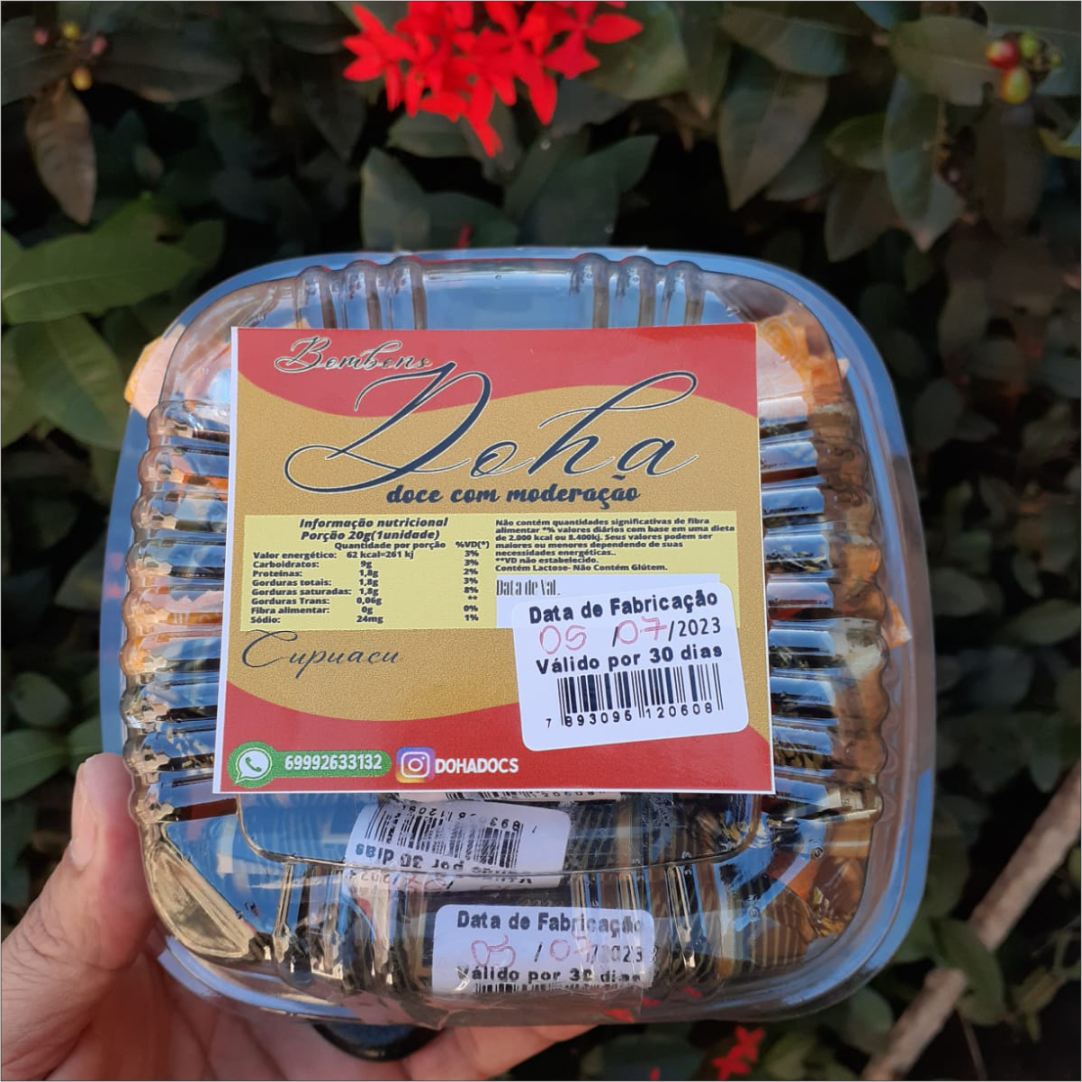 Bombons
Doha
doce com moderação
Informação nutricional
Porção 20g(1unidade)
Quantidade por porção %VD(*)
Valor energético: 62 kcal=261 kj 3%
Carboidratos: 9g 3%
Proteínas: 1,8g 2%
Gorduras totais: 1,8g 3%
Gorduras saturadas: 1,8g 8%
Gorduras Trans: 0,06g **
Fibra alimentar: 0g 0%
Sódio: 24mg 1%
Não contém quantidades significativas de fibra
alimentar *% valores diários com base em uma dieta
de 2.000 kcal ou 8.400kj. Seus valores podem ser
maiores ou menores dependendo de suas
necessidades energéticas..
**VD não estabelecido.
Contém Lactose- Não Contém Glútem.
Data de Val.
Data de Fabricação
05 /07/2023
Válido por 30 dias
7 893095 120608
Cupuacu
69992633132 DOHADOCS
30 dias
Data de Fabricação
05 / 07/2023
Válido por 30 dias